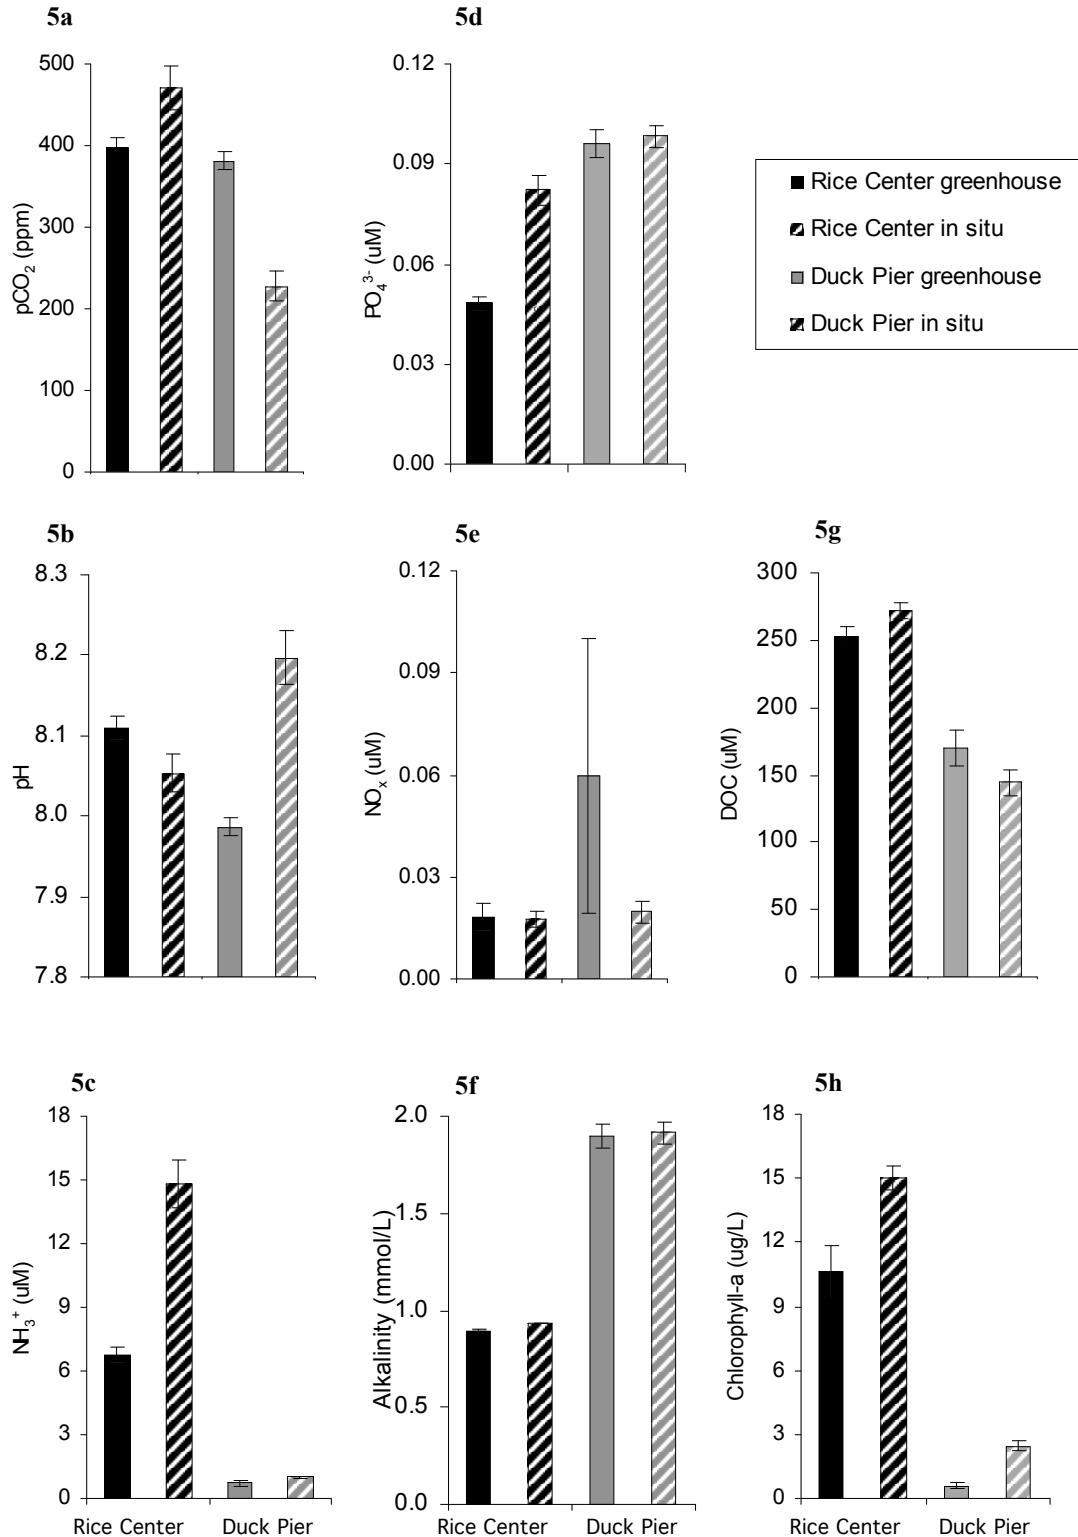 5a
500
400
300
200
100
0
pCO₂ (ppm)
5d
0.12
0.09
0.06
0.03
0.00
PO₄³⁻ (uM)
Rice Center greenhouse
Rice Center in situ
Duck Pier greenhouse
Duck Pier in situ
5b
8.3
8.2
8.1
8.0
7.9
7.8
pH
5e
0.12
0.09
0.06
0.03
0.00
NOₓ (uM)
5g
300
250
200
150
100
50
0
DOC (uM)
5c
18
15
12
9
6
3
0
NH₃⁺ (uM)
Rice Center Duck Pier
5f
2.0
1.5
1.0
0.5
0.0
Alkalinity (mmol/L)
Rice Center Duck Pier
5h
18
15
12
9
6
3
0
Chlorophyll-a (ug/L)
Rice Center Duck Pier